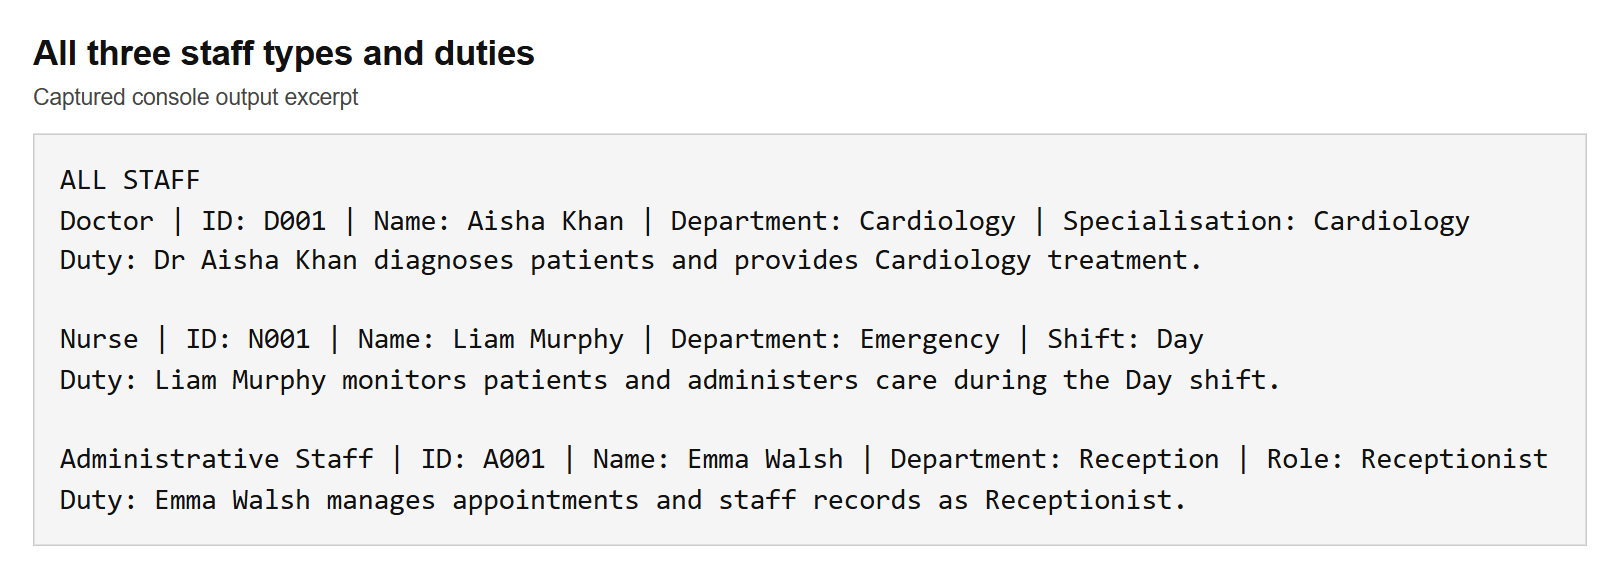 All three staff types and duties
Captured console output excerpt
ALL STAFF
Doctor | ID: D001 | Name: Aisha Khan | Department: Cardiology | Specialisation: Cardiology
Duty: Dr Aisha Khan diagnoses patients and provides Cardiology treatment.
Nurse | ID: N001 | Name: Liam Murphy | Department: Emergency | Shift: Day
Duty: Liam Murphy monitors patients and administers care during the Day shift.
Administrative Staff | ID: A001 | Name: Emma Walsh | Department: Reception | Role: Receptionist
Duty: Emma Walsh manages appointments and staff records as Receptionist.